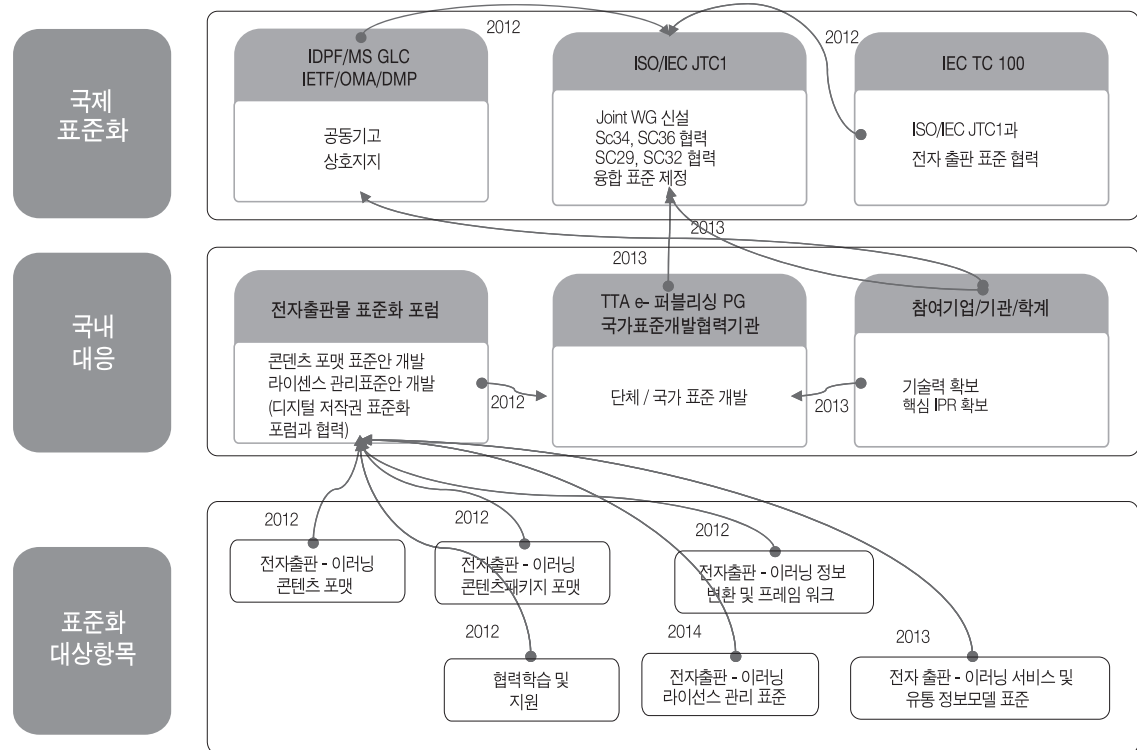 국제
표준화
2012
2012
IDPF/MS GLC
IETF/OMA/DMP
공동기고
상호지지
ISO/IEC JTC1
Joint WG 신설
Sc34, SC36 협력
SC29, SC32 협력
융합 표준 제정
IEC TC 100
ISO/IEC JTC1과
전자 출판 표준 협력
2013
2013
국내
대응
전자출판물 표준화 포럼
콘덴츠 포맷 표준안 개발
라이센스 관리표준안 개발
(디지털 저작권 표준화
포럼과 협력)
2012
TTA e- 퍼블리싱 PG
국가표준개발협력기관
단체 / 국가 표준 개발
2013
참여기업/기관/학계
기술력 확보
핵심 IPR 확보
표준화
대상항목
2012
전자출판 - 이러닝
콘텐츠 포맷
2012
전자출판 - 이러닝
콘텐츠패키지 포맷
2012
전자출판 - 이러닝 정보
변환 및 프레임 워크
2012
협력학습 및
지원
2014
전자출판 - 이러닝
라이선스 관리 표준
2013
전자 출판 - 이러닝 서비스 및
유통 정보모델 표준